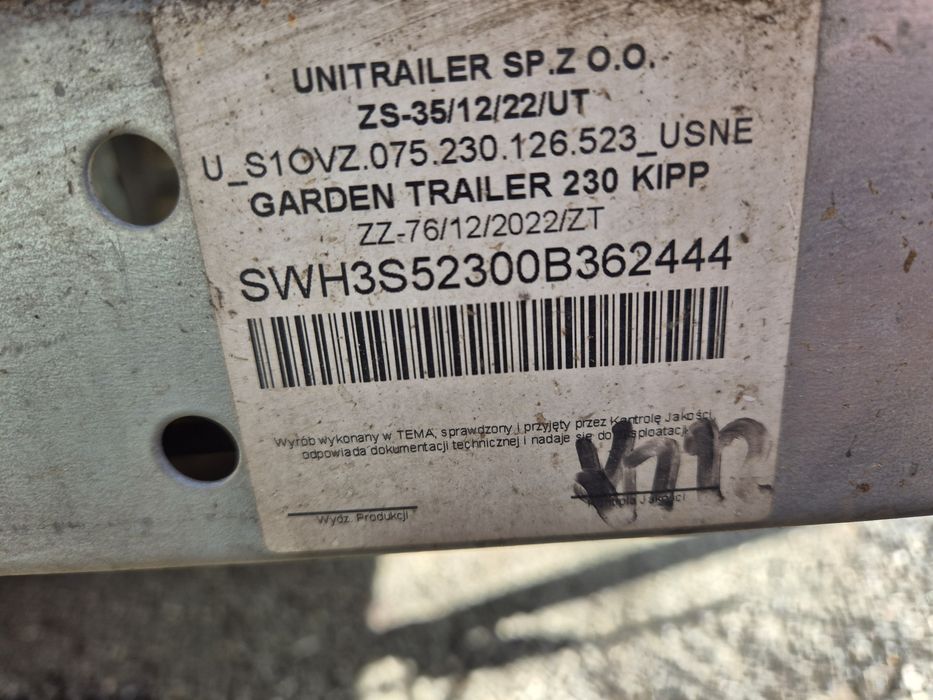 UNITRAILER SP.Z O.O.
ZS-35/12/22/UT
U_S1OVZ.075.230.126.523_USNE
GARDEN TRAILER 230 KIPP
ZZ-76/12/2022/ZT
SWH3S52300B362444
Wyrób wykonany w TEMA, sprawdzony i przyjęty przez Kontrolę Jakości,
odpowiada dokumentacji technicznej i nadaje się do eksploatacji
Kontrola Jakości
Wydz. Produkcji